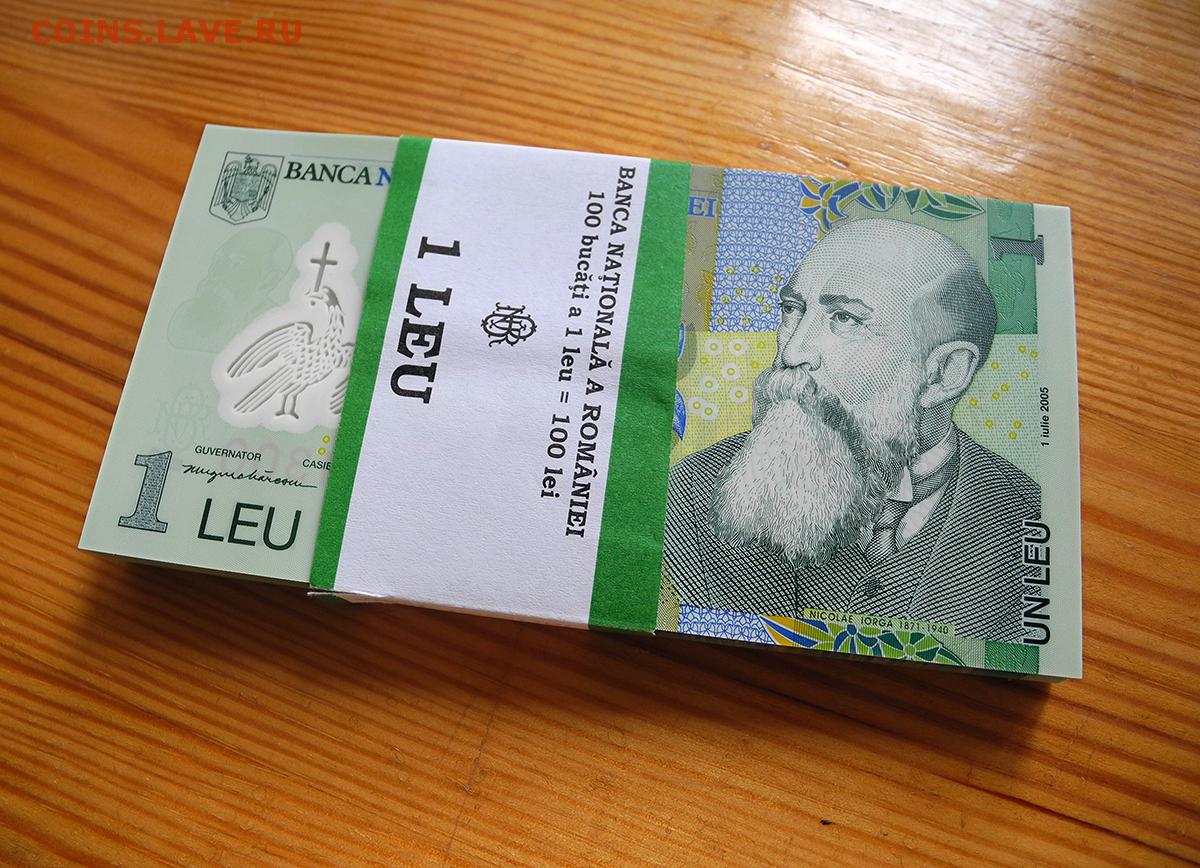 COINS.LAVE.RU
BANCA N
GUVERNATOR
CASIE
1
LEU
BANCA NAȚIONALĂ A ROMÂNIEI
100 bucăți a 1 leu = 100 lei
1 LEU
EI
1
1 iulie 2005
UN LEU
NICOLAE IORGA 1871-1940